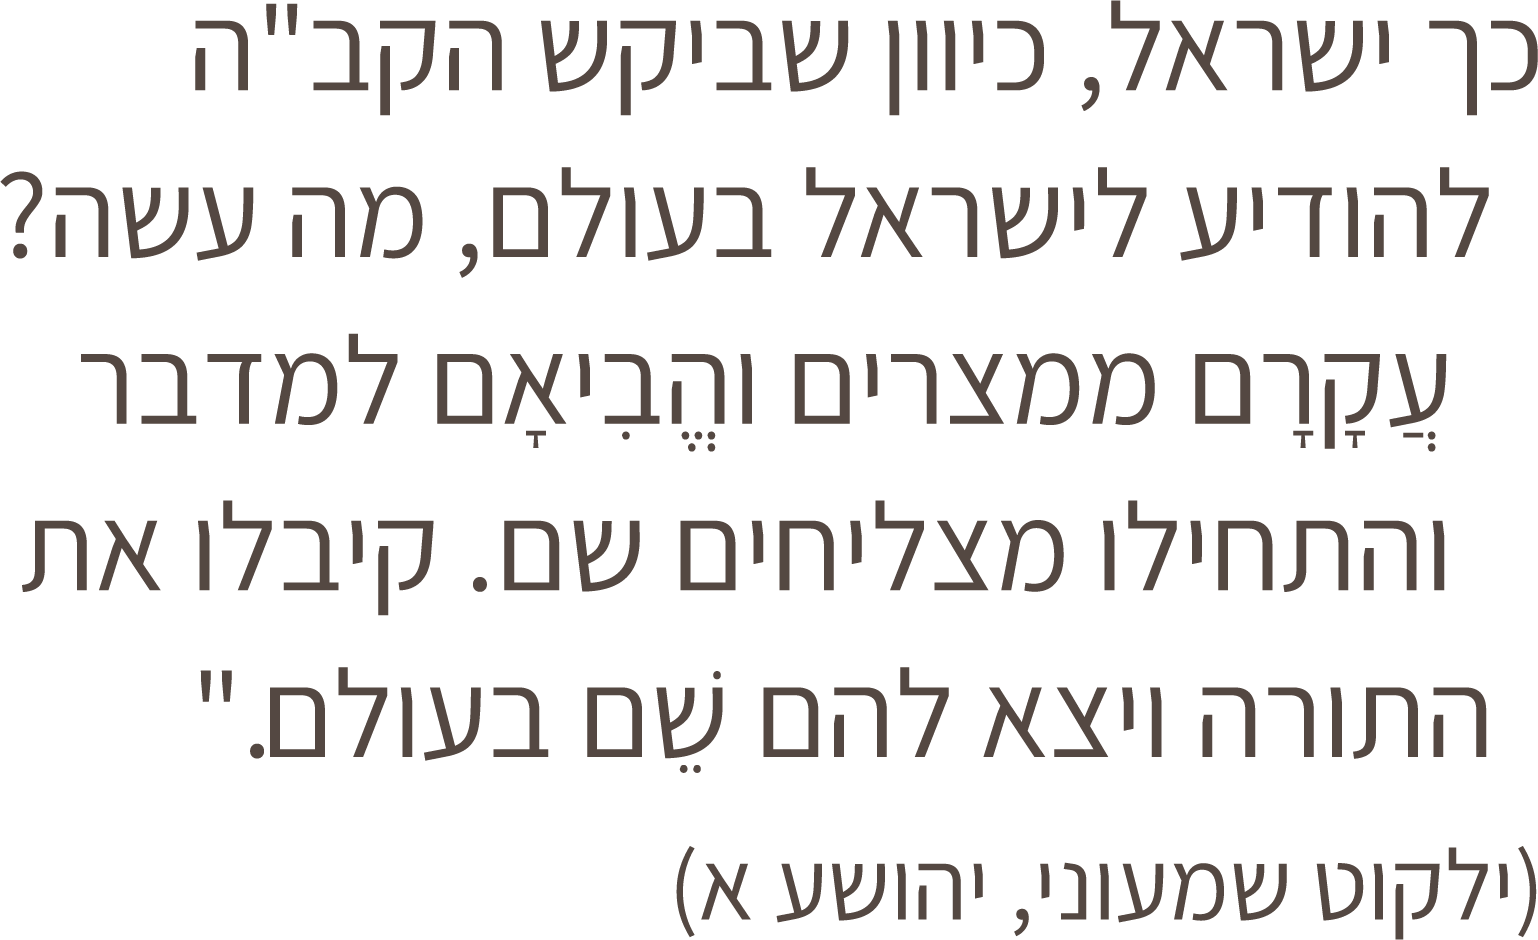 כך ישראל, כיוון שביקש הקב"ה
להודיע לישראל בעולם, מה עשה?
עֲקָרָם ממצרים והֱבִיאָם למדבר
והתחילו מצליחים שם. קיבלו את
התורה ויצא להם שֵׁם בעולם."
(ילקוט שמעוני, יהושע א)